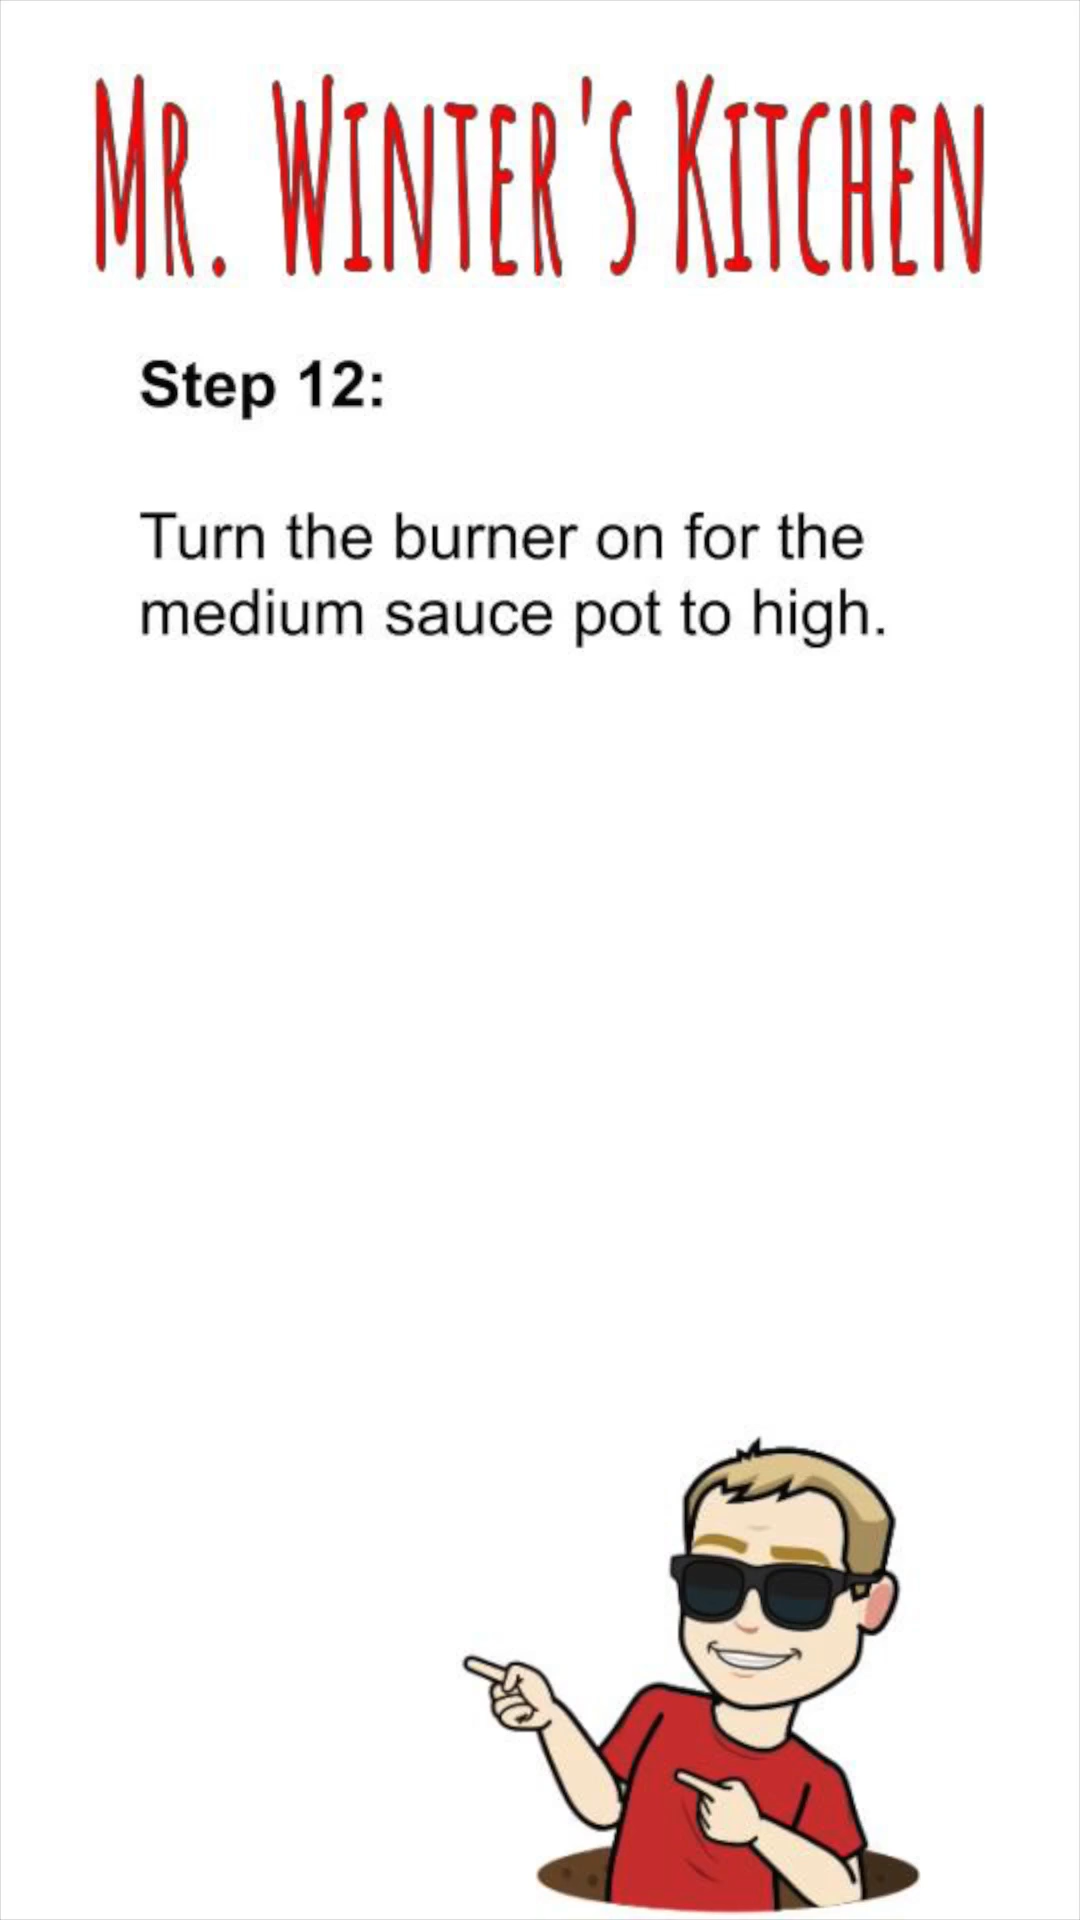 Mr. Winter's Kitchen
Step 12:
Turn the burner on for the
medium sauce pot to high.